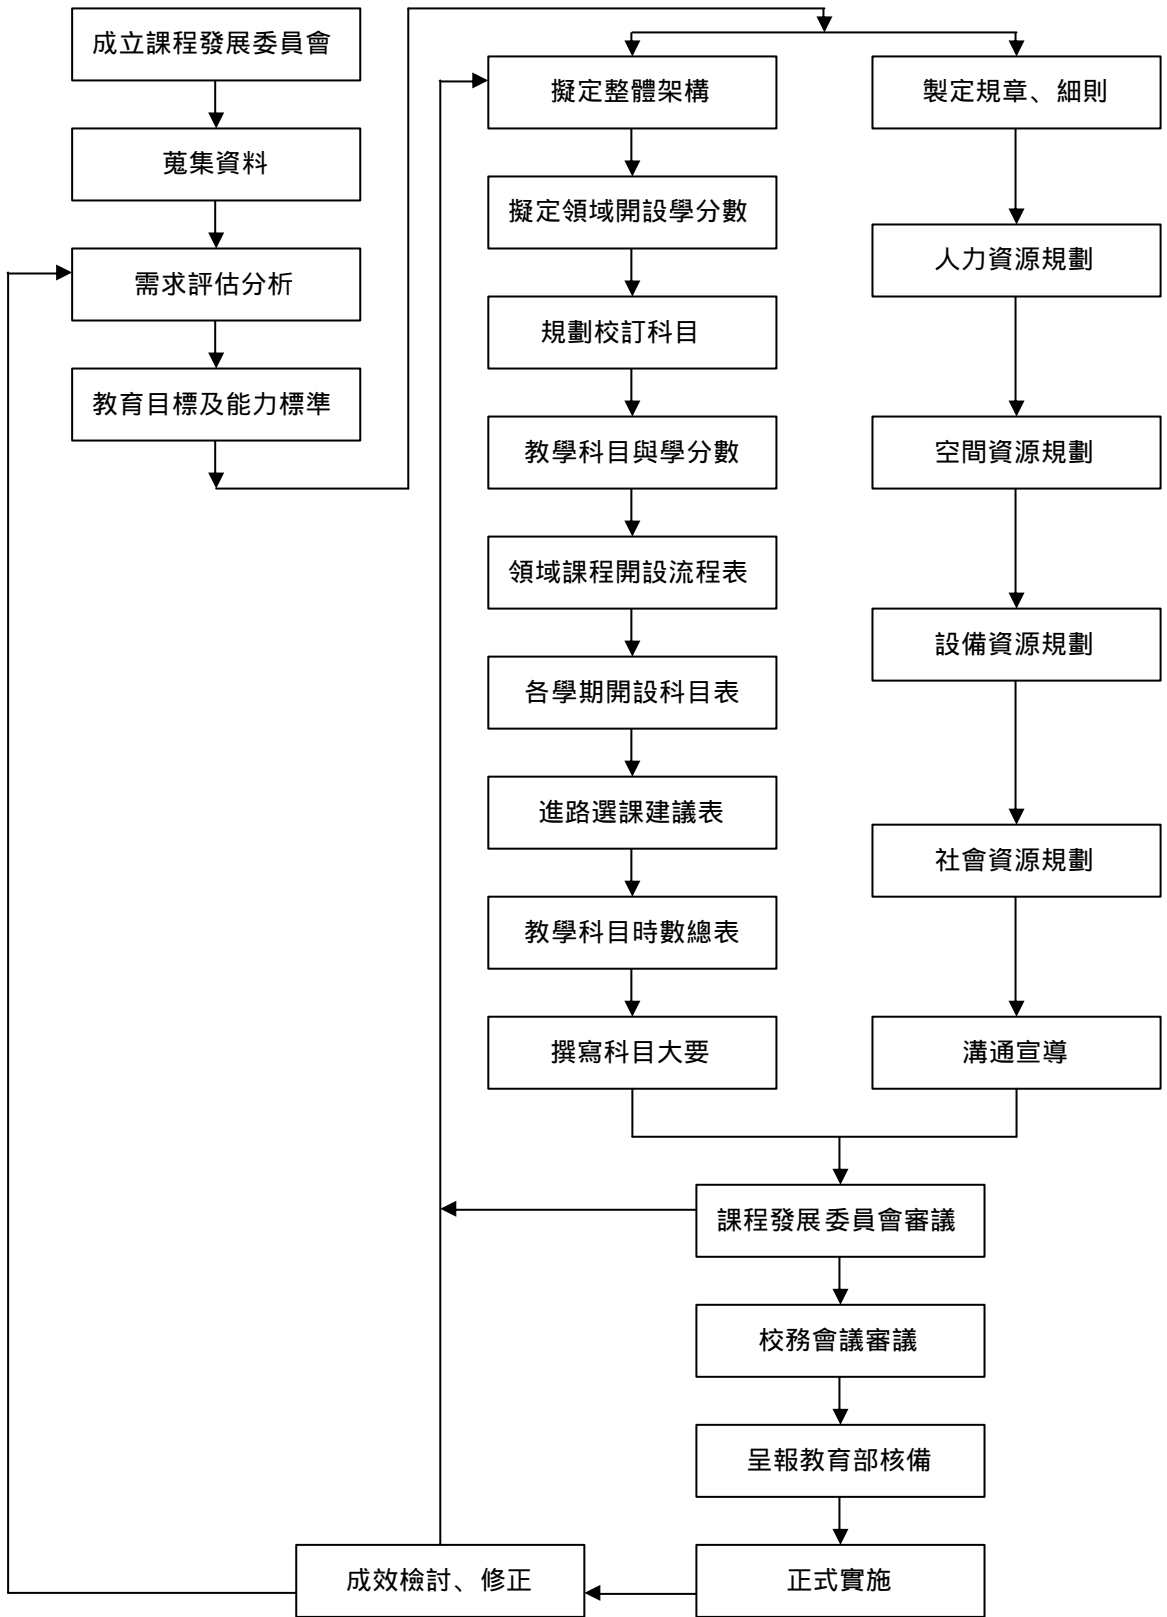 成立課程發展委員會
蒐集資料
需求評估分析
教育目標及能力標準
擬定整體架構
擬定領域開設學分數
規劃校訂科目
教學科目與學分數
領域課程開設流程表
各學期開設科目表
進路選課建議表
教學科目時數總表
撰寫科目大要
製定規章、細則
人力資源規劃
空間資源規劃
設備資源規劃
社會資源規劃
溝通宣導
課程發展委員會審議
校務會議審議
呈報教育部核備
正式實施
成效檢討、修正